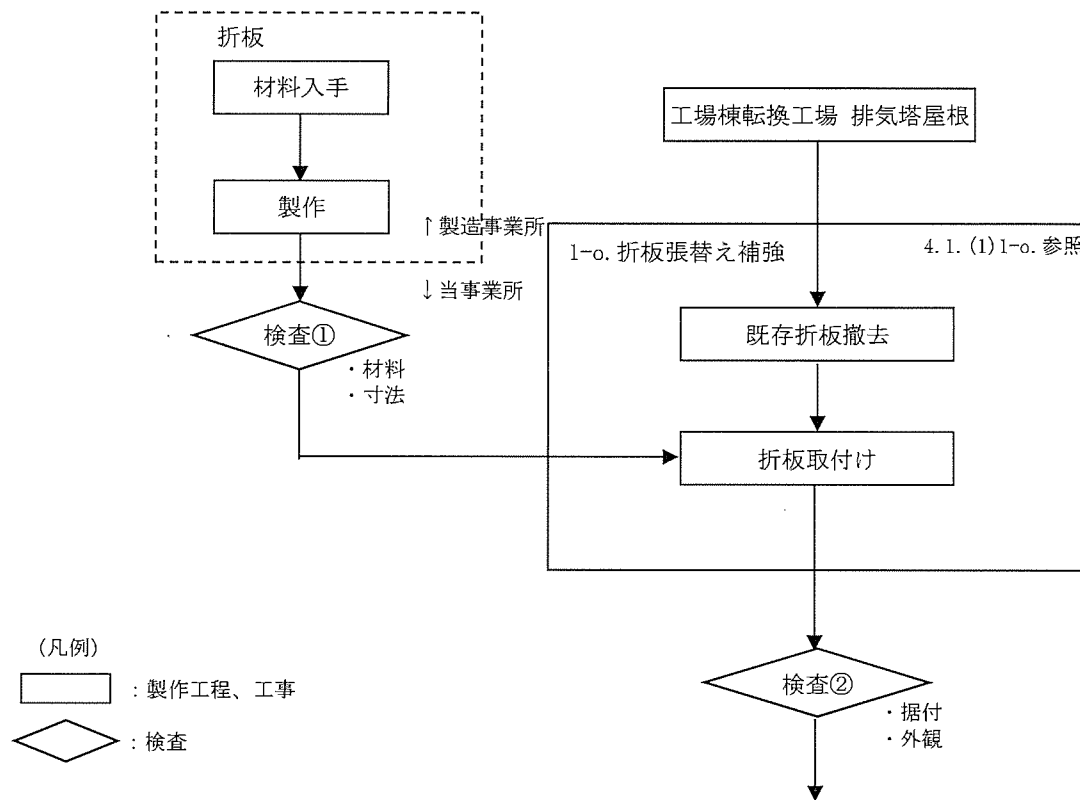 折板
材料入手
製作
↑製造事業所
↓当事業所
検査①
・材料
・寸法
工場棟転換工場 排気塔屋根
1-o.折板張替え補強
4.1.(1)1-o.参照
既存折板撤去
折板取付け
検査②
・据付
・外観
(凡例)
:製作工程、工事
:検査